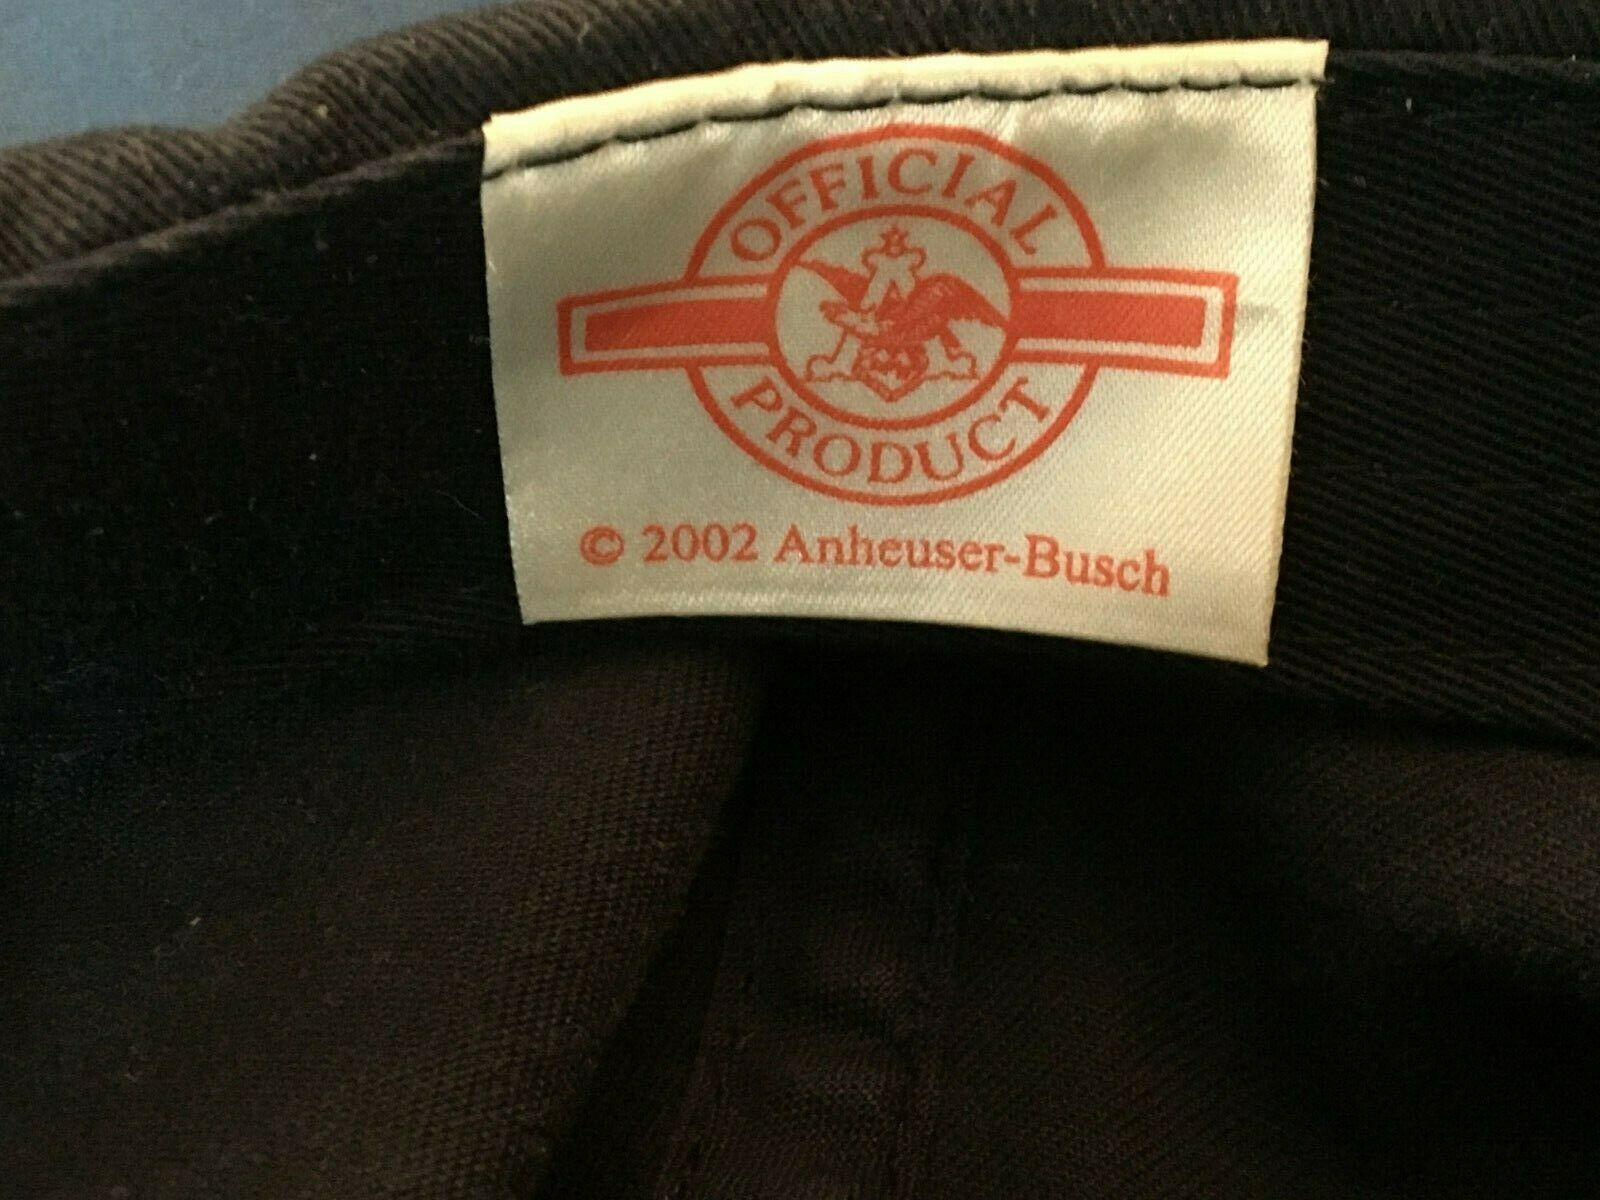 OFFICIAL
PRODUCT
© 2002 Anheuser-Busch